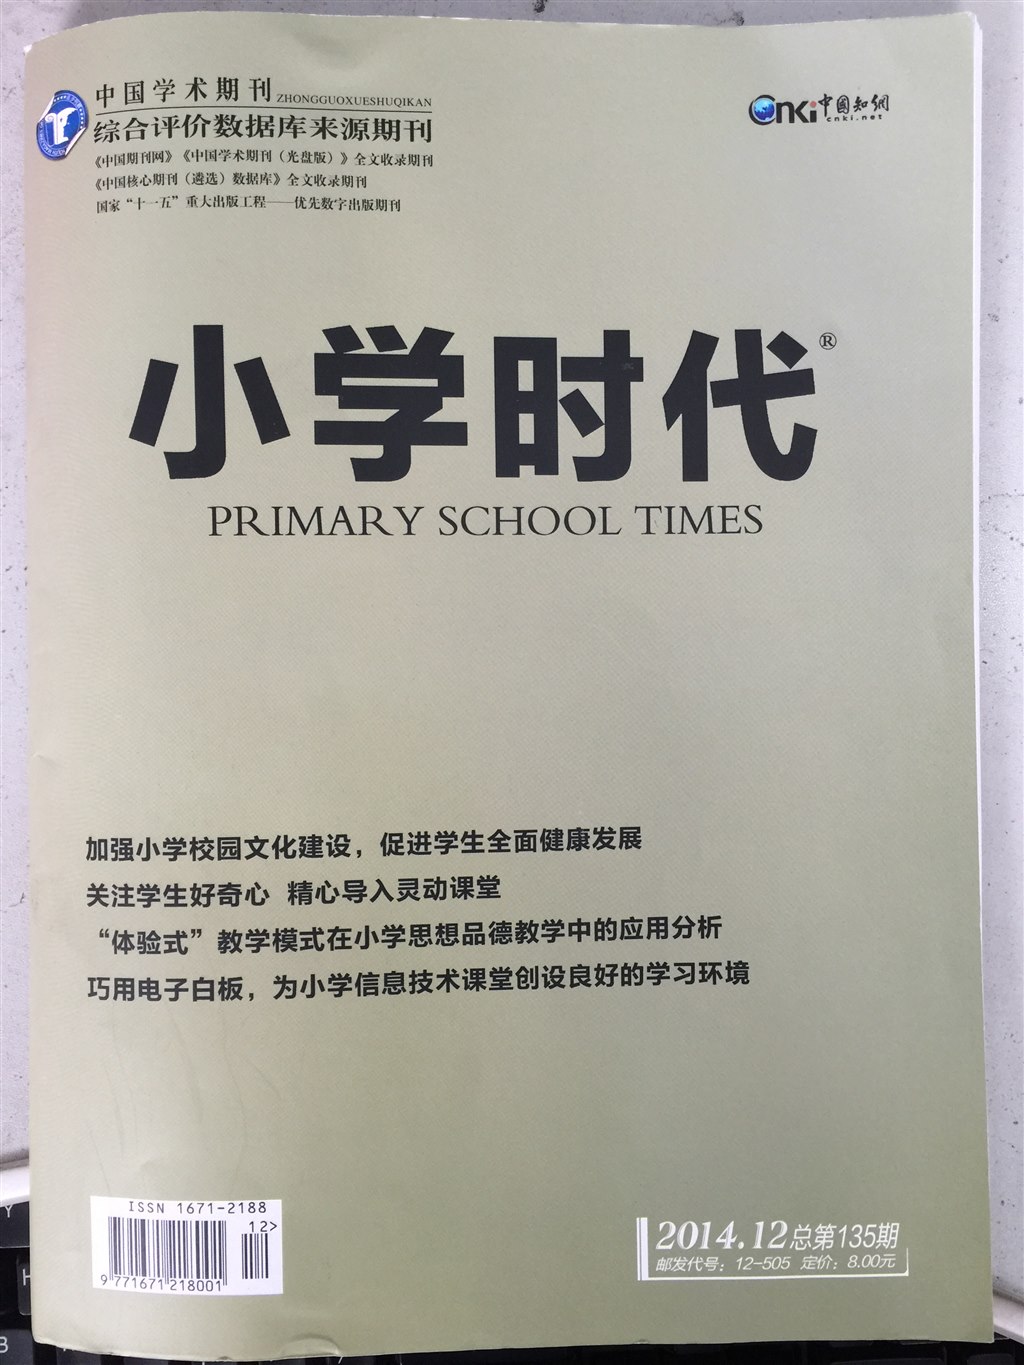 中国学术期刊 ZHONGGUOXUESHUQIKAN
综合评价数据库来源期刊
《中国期刊网》《中国学术期刊（光盘版）》全文收录期刊
《中国核心期刊（遴选）数据库》全文收录期刊
国家“十一五”重大出版工程——优先数字出版期刊
Cnki 中國知網
cnki.net
小学时代®
PRIMARY SCHOOL TIMES
加强小学校园文化建设，促进学生全面健康发展
关注学生好奇心 精心导入灵动课堂
“体验式”教学模式在小学思想品德教学中的应用分析
巧用电子白板，为小学信息技术课堂创设良好的学习环境
ISSN 1671-2188
12>
9 771671 218001
2014.12 总第135期
邮发代号：12-505 定价：8.00元